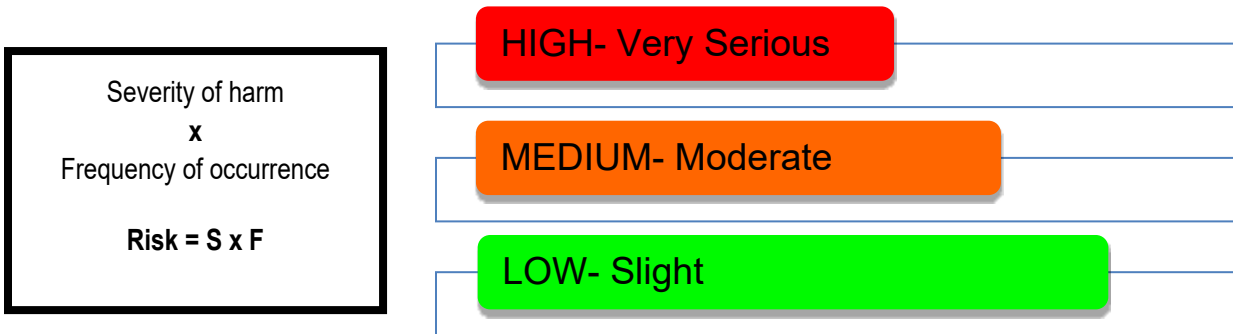 Severity of harm
x
Frequency of occurrence
Risk = S x F
HIGH- Very Serious
MEDIUM- Moderate
LOW- Slight